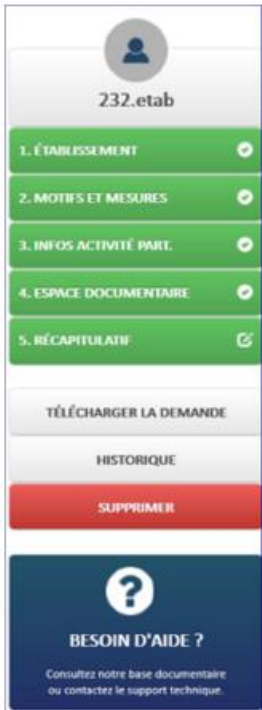 232.etab
1. ÉTABLISSEMENT
2. MOTIFS ET MESURES
3. INFOS ACTIVITÉ PART.
4. ESPACE DOCUMENTAIRE
5. RÉCAPITULATIF
TÉLÉCHARGER LA DEMANDE
HISTORIQUE
SUPPRIMER
?
BESOIN D'AIDE ?
Consultez notre base documentaire
ou contactez le support technique.